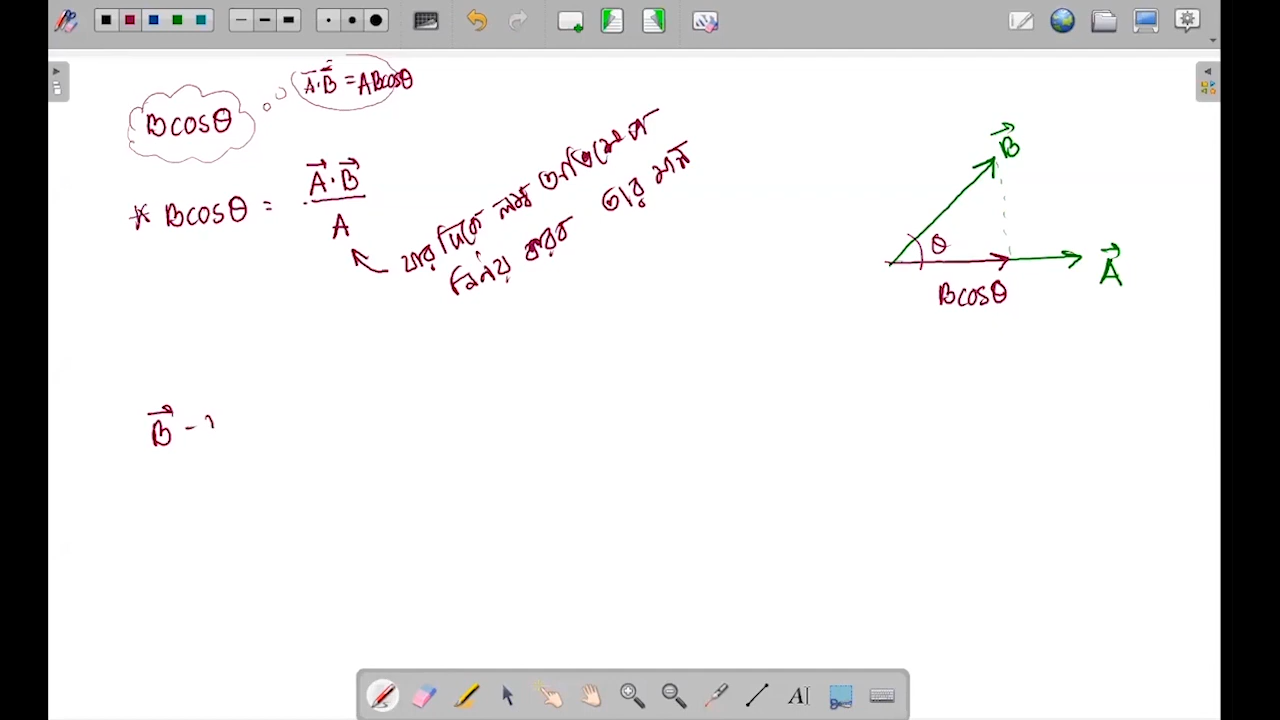 Bcosθ
A⃗·B⃗ = ABcosθ
* Bcosθ = A⃗·B⃗ / A
যার দিকে লম্ব অভিক্ষেপ
নির্ণয় করব তার মান
B⃗
θ
A⃗
Bcosθ
B⃗ -